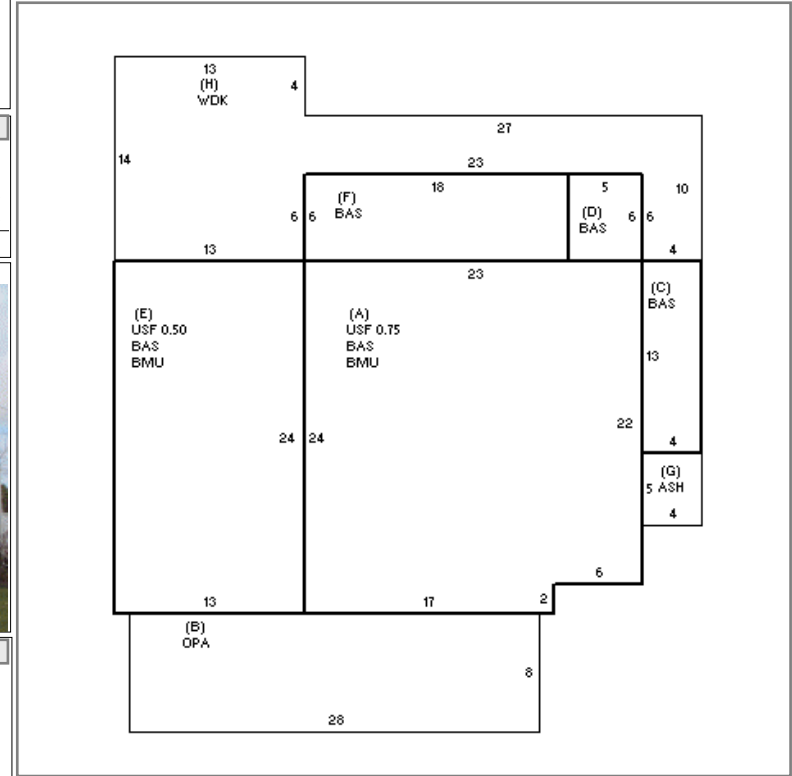 13
(H)
WDK
4
27
14
23
18
5
10
(F)
BAS
(D)
BAS
6 6
6 6
13
4
23
(C)
BAS
(E)
USF 0.50
BAS
BMU
(A)
USF 0.75
BAS
BMU
13
22
24 24
4
(G)
5 ASH
4
6
13
17
2
(B)
OPA
8
28